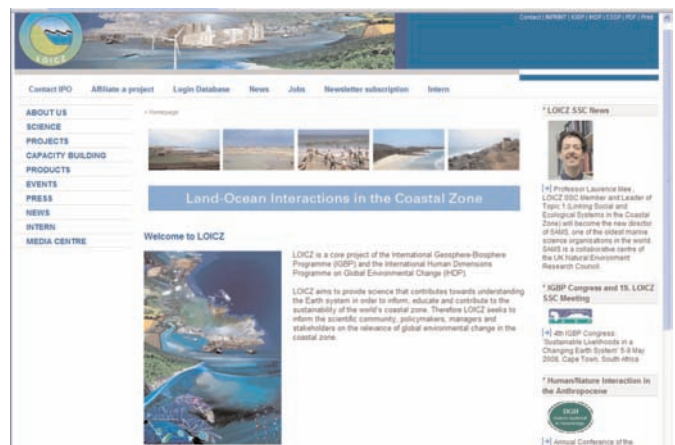 Contact | IMPRINT | IGBP | IHDP | ESSP | PDF | Print
LOICZ
Contact IPO Affiliate a project Login Database News Jobs Newsletter subscription Intern
ABOUT US
SCIENCE
PROJECTS
CAPACITY BUILDING
PRODUCTS
EVENTS
PRESS
NEWS
INTERN
MEDIA CENTRE
» Homepage
Land-Ocean Interactions in the Coastal Zone
Welcome to LOICZ
LOICZ is a core project of the International Geosphere-Biosphere
Programme (IGBP) and the International Human Dimensions
Programme on Global Environmental Change (IHDP).
LOICZ aims to provide science that contributes towards understanding
the Earth system in order to inform, educate and contribute to the
sustainability of the world's coastal zone. Therefore LOICZ seeks to
inform the scientific community, policymakers, managers and
stakeholders on the relevance of global environmental change in the
coastal zone.
* LOICZ SSC News
Professor Laurence Mee ,
LOICZ SSC Member and Leader of
Topic 1 (Linking Social and
Ecological Systems in the Coastal
Zone) will become the new director
of SAMS, one of the oldest marine
science organisations in the world.
SAMS is a collaborative centre of
the UK Natural Environment
Research Council.
* IGBP Congress and 19. LOICZ
SSC Meeting
4th IGBP Congress:
'Sustainable Livelihoods in a
Changing Earth System' 5-9 May
2008, Cape Town, South Africa
* Human/Nature Interaction in
the Anthropocene
DGH
Annual Conference of the